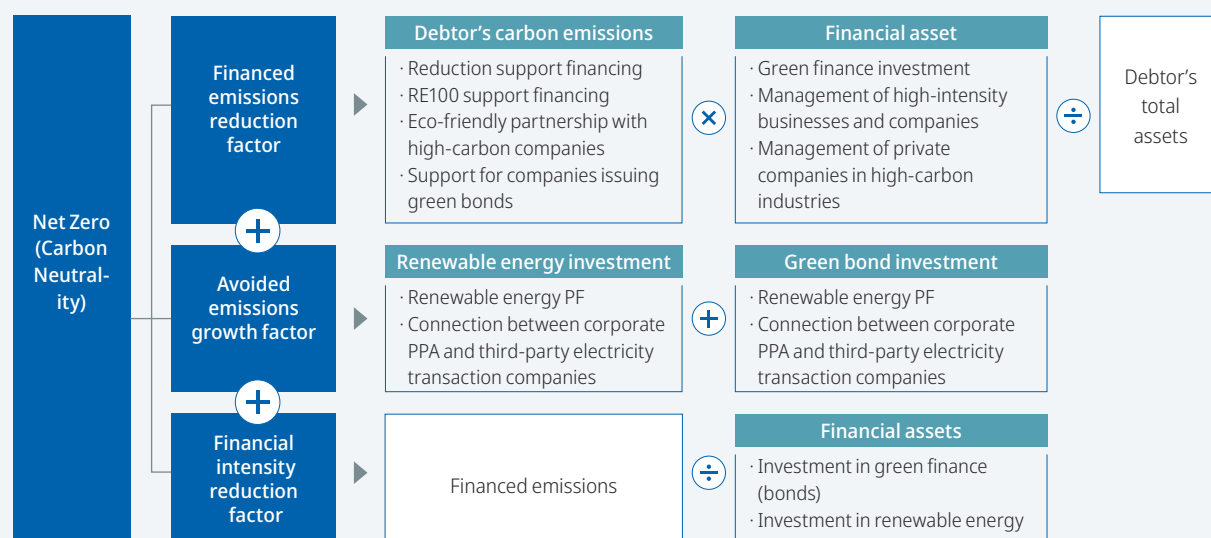 Net Zero
(Carbon
Neutral-
ity)
Financed
emissions
reduction
factor
Debtor's carbon emissions
· Reduction support financing
· RE100 support financing
· Eco-friendly partnership with
high-carbon companies
· Support for companies issuing
green bonds
×
Financial asset
· Green finance investment
· Management of high-intensity
businesses and companies
· Management of private
companies in high-carbon
industries
÷
Debtor's
total
assets
+
Avoided
emissions
growth factor
Renewable energy investment
· Renewable energy PF
· Connection between corporate
PPA and third-party electricity
transaction companies
+
Green bond investment
· Renewable energy PF
· Connection between corporate
PPA and third-party electricity
transaction companies
+
Financial
intensity
reduction
factor
Financed emissions
÷
Financial assets
· Investment in green finance
(bonds)
· Investment in renewable energy